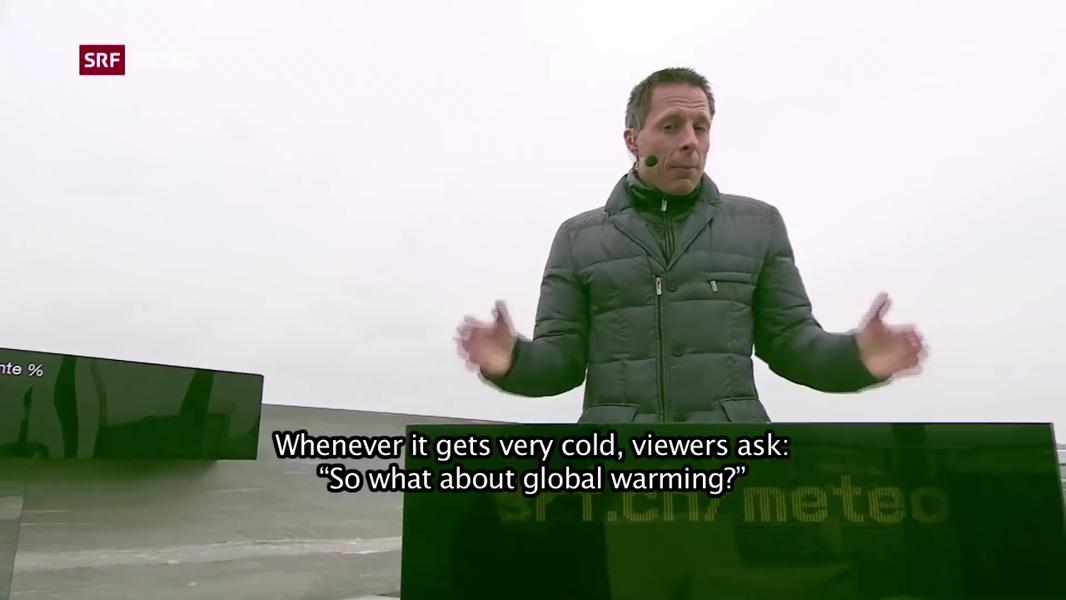 SRF
nte %
Whenever it gets very cold, viewers ask:
“So what about global warming?”
srf.ch/meteo